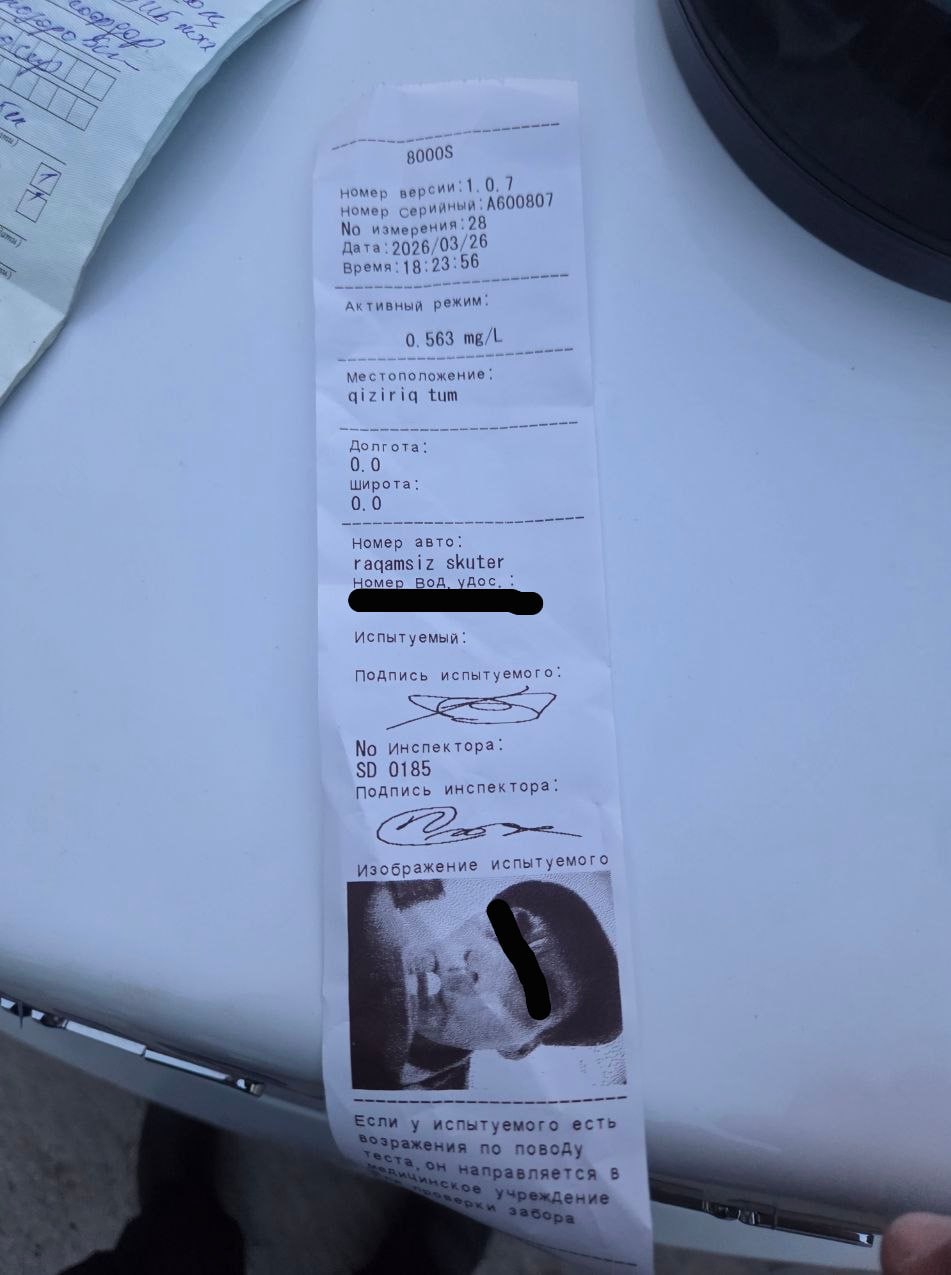 8000S
Номер версии:1.0.7
Номер Серийный:A600807
No измерения:28
Дата:2026/03/26
Время:18:23:56
Активный режим:
0.563 mg/L
Местоположение:
qiziriq tum
Долгота:
0.0
Широта:
0.0
Номер авто:
raqamsiz skuter
Номер Вод. удос.:
Испытуемый:
Подпись испытуемого:
No Инспектора:
SD 0185
Подпись инспектора:
Изображение испытуемого
Если у испытуемого есть
возражения по поводу
теста,он направляется в
медицинское учреждение
проверки забора